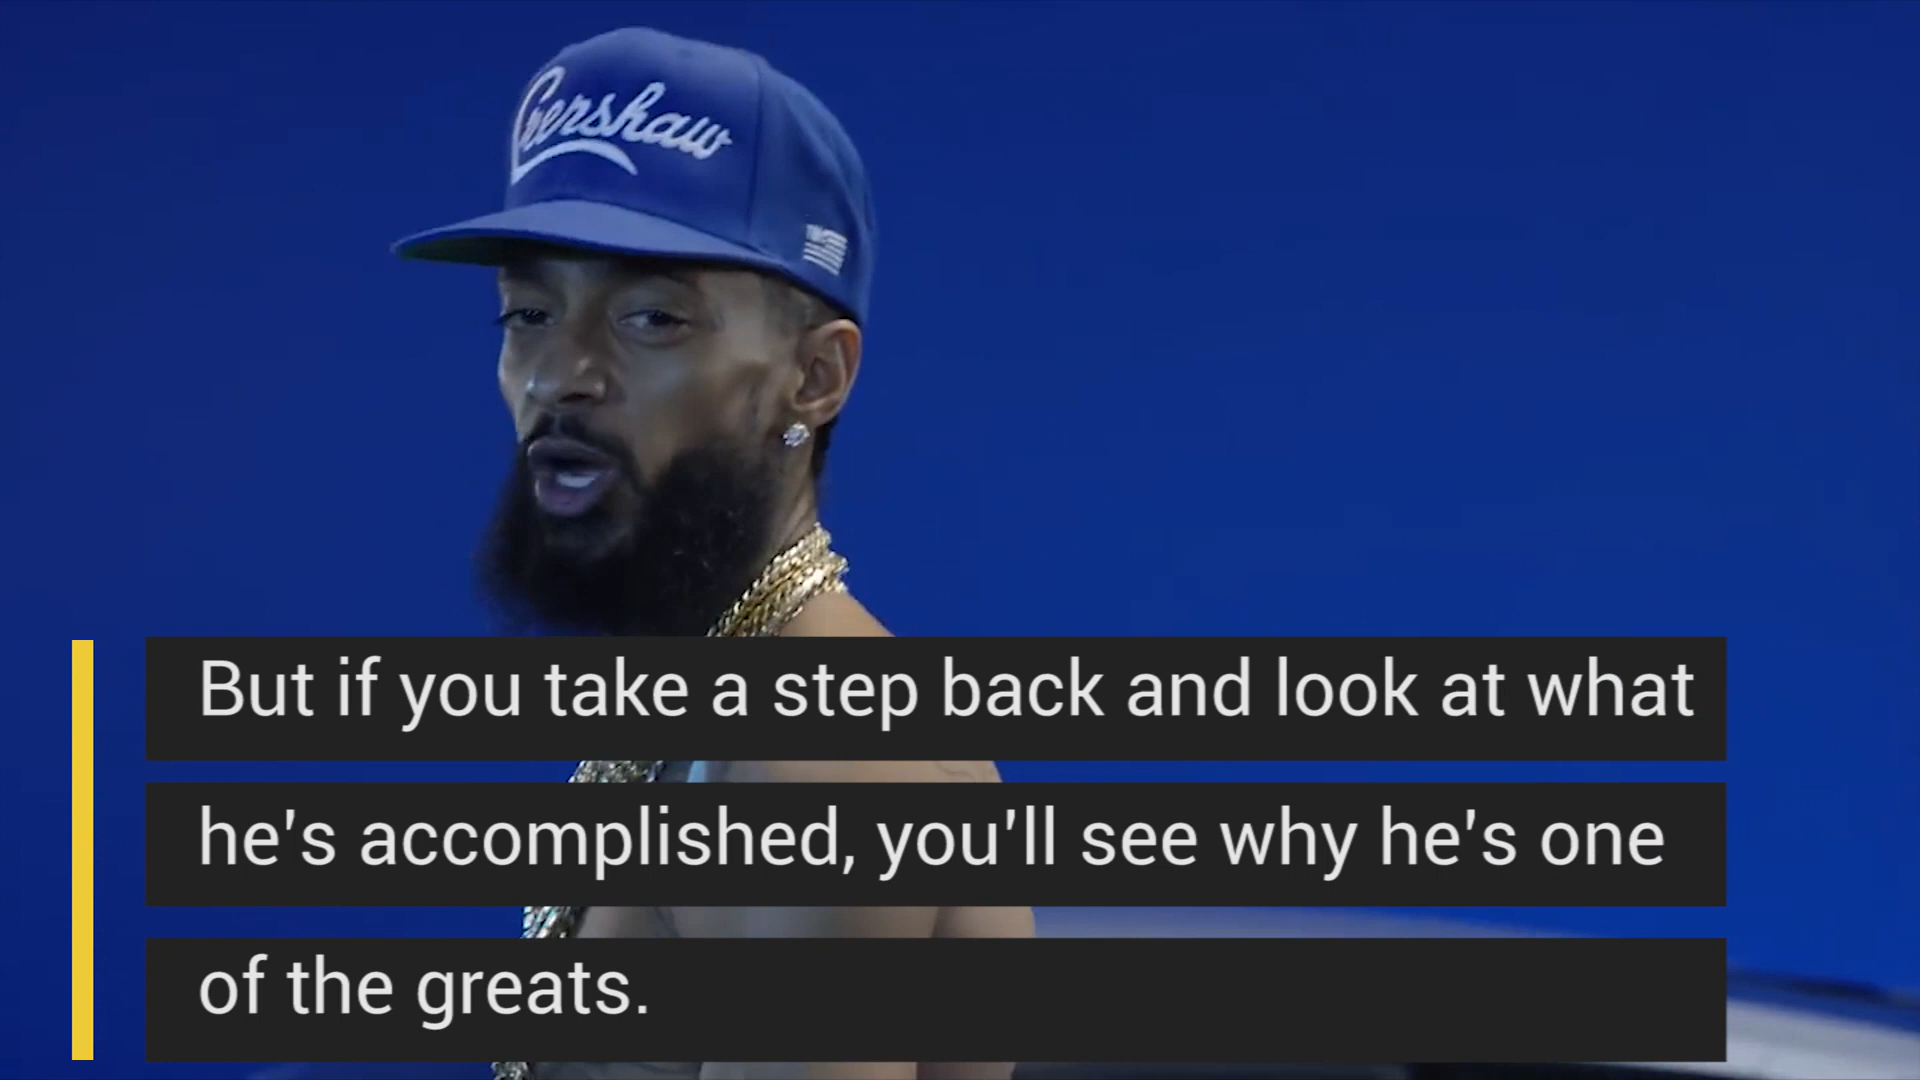 Crenshaw
But if you take a step back and look at what
he's accomplished, you'll see why he's one
of the greats.